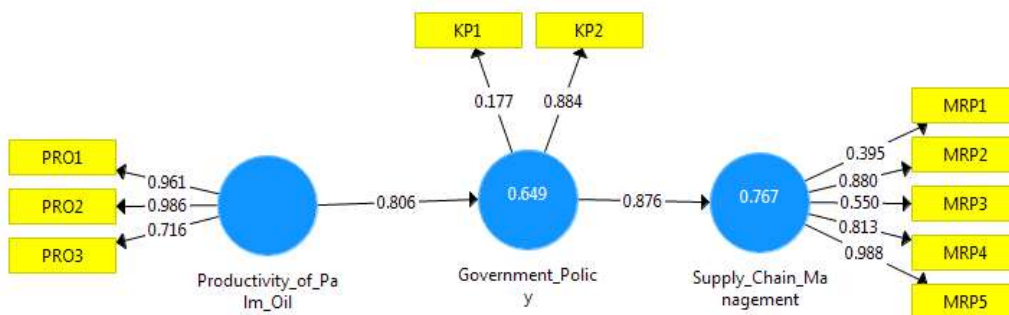 KP1
KP2
0.177
0.884
PRO1
PRO2
PRO3
0.961
0.986
0.716
0.806
0.649
0.876
0.767
MRP1
MRP2
MRP3
MRP4
MRP5
0.395
0.880
0.550
0.813
0.988
Productivity_of_Pa
lm_Oil
Government_Polic
y
Supply_Chain_Ma
nagement